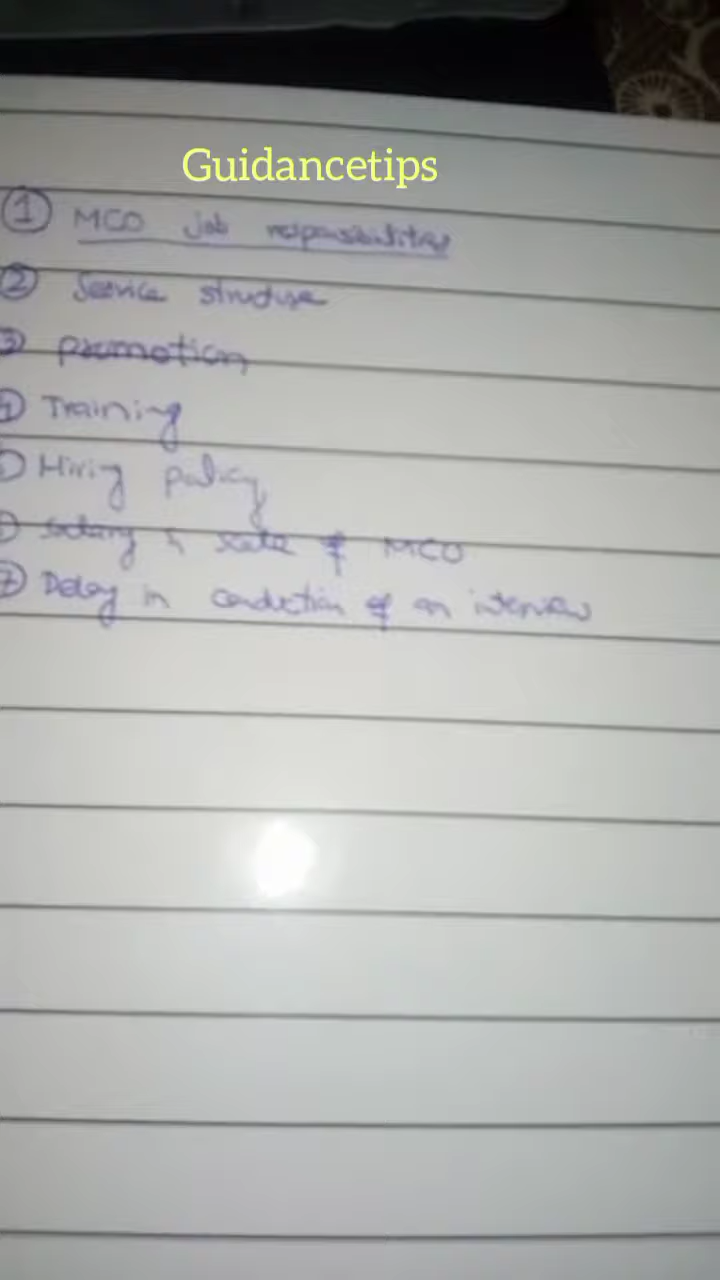 Guidancetips
① MCO job responsibilities
② Service structure
③ promotion
④ Training
⑤ Hiring policy
⑥ Salary & scale of MCO
⑦ Delay in conduction of an interview